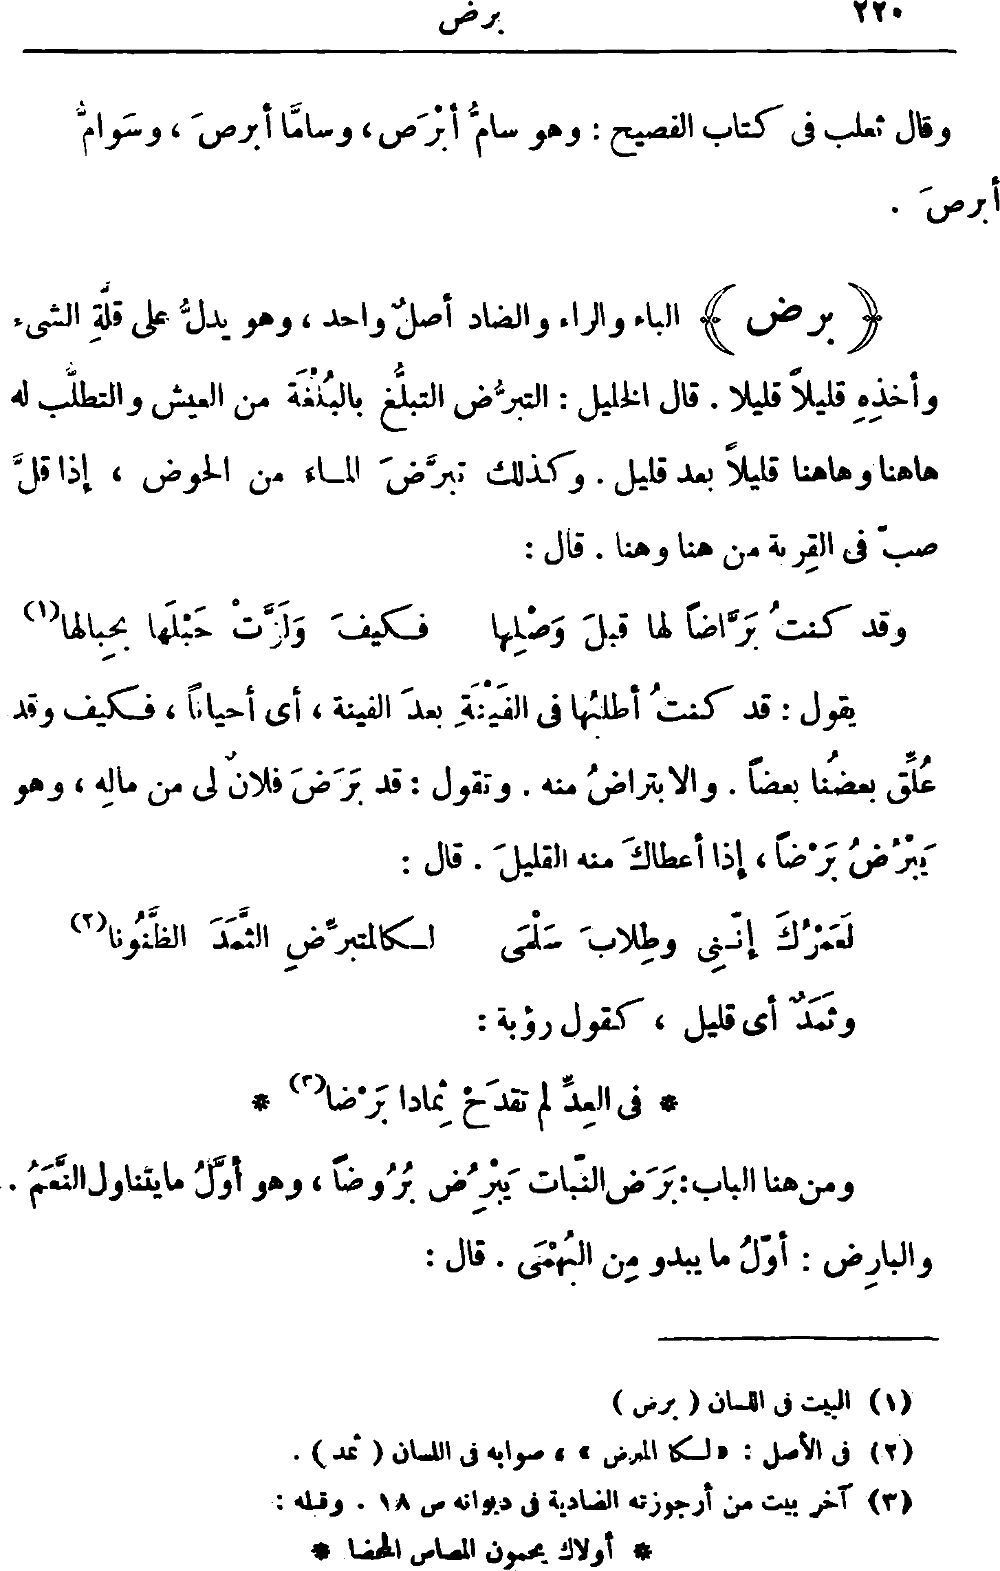 ٢٢٠ برض
وقال ثعلب فى كتاب الفصيح : وهو سامُّ أبْرَص، وسامَّا أبرصَ ، وسَوامُّ
أبرصَ .
﴿ برض ﴾ الباء والراء والضاد أصلٌ واحد ، وهو يدلُّ على قلَّةِ الشىء
وأخذِهِ قليلاً قليلا . قال الخليل : التبرُّض التبلُّغ بالبُلْغَة من العيش والتطلُّب له
هاهنا وهاهنا قليلاً بعد قليل . وكذلك تبرَّضَ الماء من الحوض ، إذا قلَّ
صبّ فى القِربة من هنا وهنا . قال :
وقد كنتُ بَرَّاضاً لها قبلَ وَصْلِها فكيفَ وَلَزَّتْ حَبْلَها بحِبالها(١)
يقول : قد كنتُ أطلبُها فى الفَيْنَةِ بعدَ الفينة ، أى أحياناً ، فكيف وقد
عُلِّق بعضُنا بعضاً . والابتراضُ منه . وتقول : قد بَرَضَ فلانٌ لى من مالِه ، وهو
يَبْرُضُ بَرْضاً ، إذا أعطاكَ منه القليلَ . قال :
لَعَمْرُكَ إنّنِى وطِلابَ سَلْمَى لكالمتبرِّضِ الثَّمَدَ الظَّنُونا(٢)
وثَمَدٌ أى قليل ، كقول رؤبة :
* فى العِدِّ لم تقدَحْ ثِمادا بَرْضا(٣) *
ومن هنا الباب: بَرَضَ النّبات يَبْرُِض بُرُوضاً ، وهو أوَّلُ مايتناول النَّعَمُ .
والبارِض : أوّلُ ما يبدو مِن البُهْمَى . قال :
(١) البيت فى اللسان ( برض )
(٢) فى الأصل : « لكا المبرض » ، صوابه فى اللسان ( ثمد ) .
(٣) آخر بيت من أرجوزته الضادية فى ديوانه ص ١٨ . وقبله :
* أولاك يحمون المصاص المحضا *